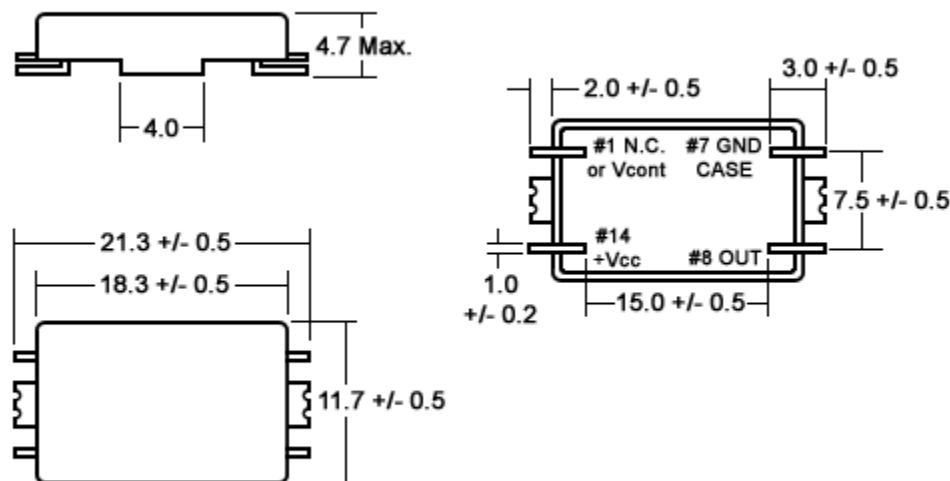 4.7 Max.
4.0
2.0 +/- 0.5
3.0 +/- 0.5
#1 N.C.
or Vcont
#7 GND
CASE
7.5 +/- 0.5
#14
+Vcc
#8 OUT
1.0
+/- 0.2
15.0 +/- 0.5
21.3 +/- 0.5
18.3 +/- 0.5
11.7 +/- 0.5